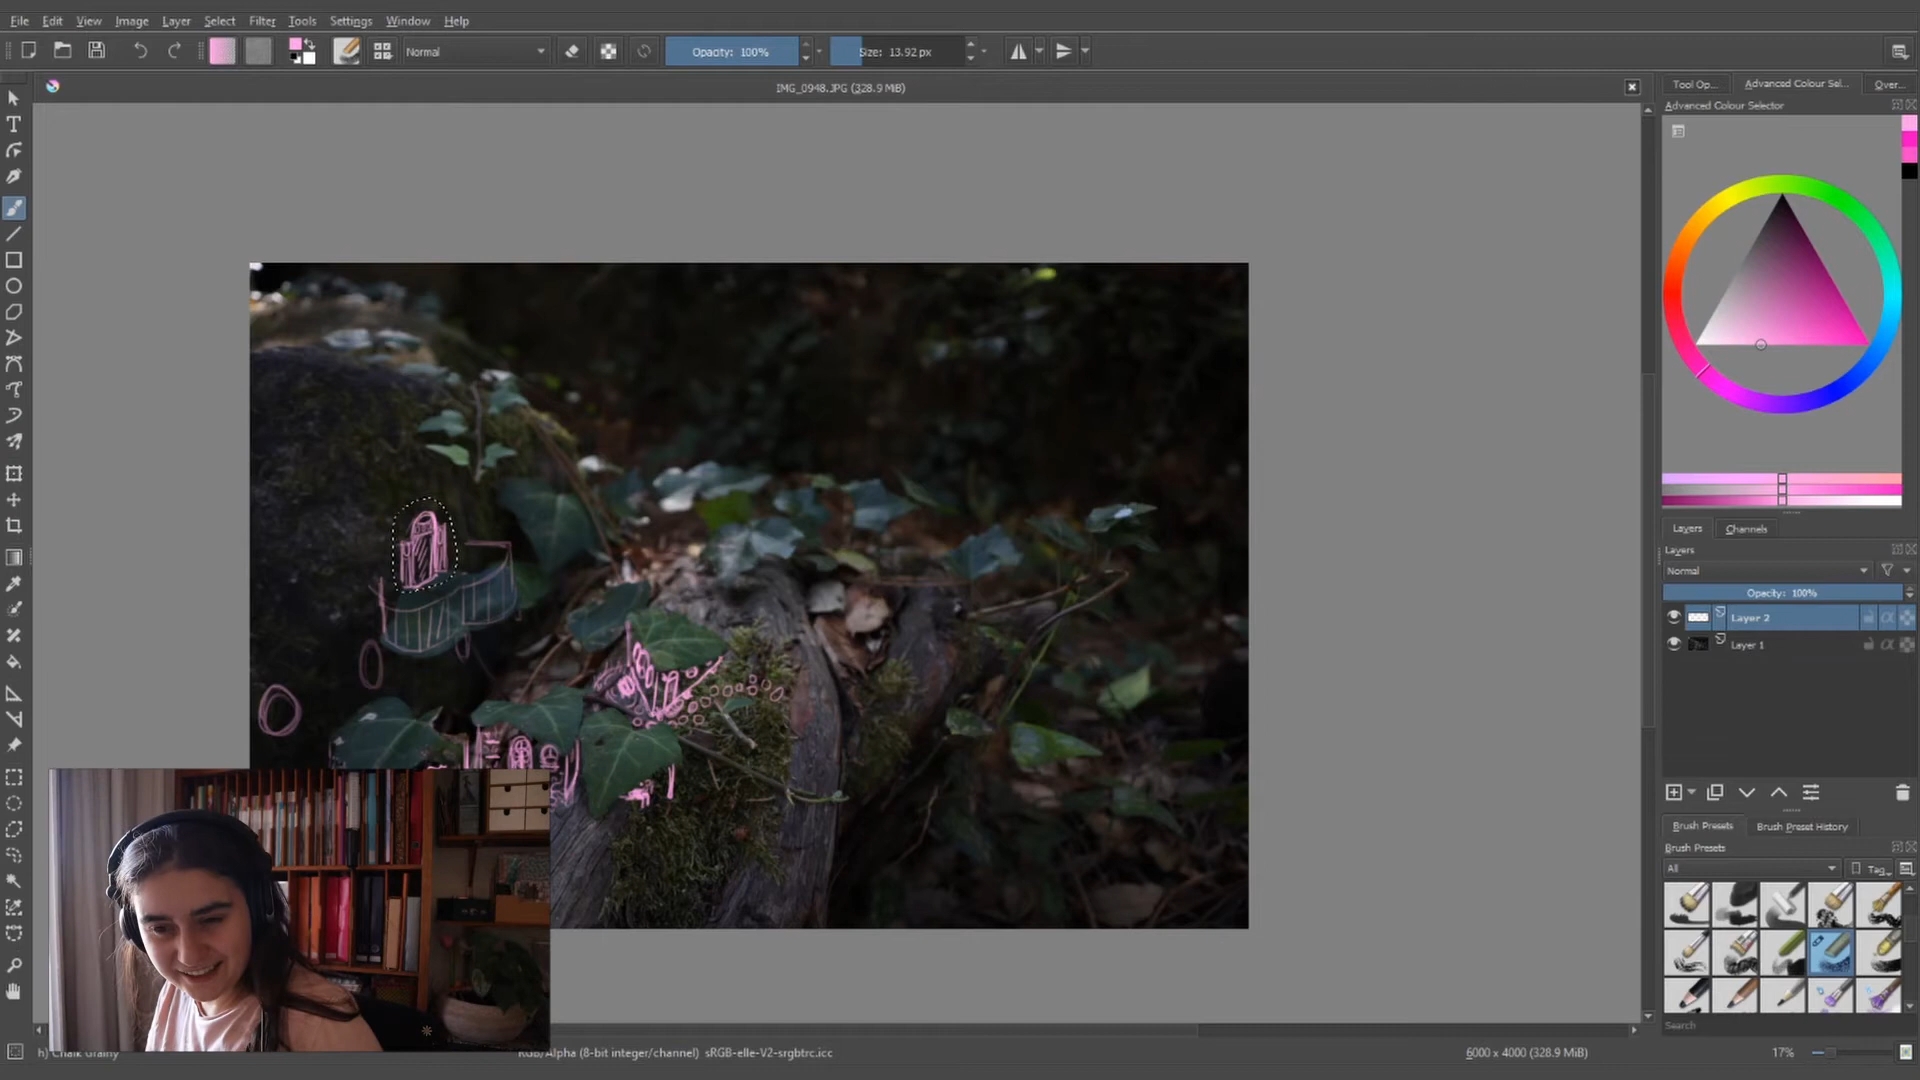 File Edit View Image Layer Select Filter Tools Settings Window Help
Normal Opacity: 100% Size: 13.92 px
IMG_0948.JPG (328.9 MiB)
Tool Op... Advanced Colour Sel... Over...
Advanced Colour Selector
Layers Channels
Layers
Normal
Opacity: 100%
Layer 2
Layer 1
Brush Presets Brush Preset History
Brush Presets
All Tag
Search
h) Chalk Grainy RGB/Alpha (8-bit integer/channel) sRGB-elle-V2-srgbtrc.icc 6000 x 4000 (328.9 MiB) 17%